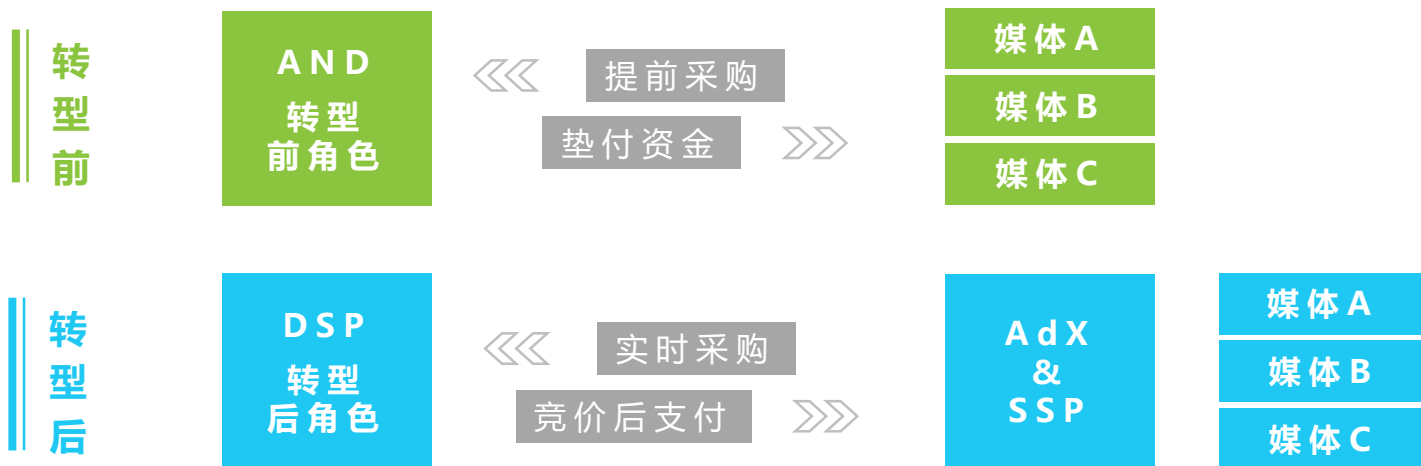 转型前
AND
转型
前角色
提前采购
垫付资金
媒体A
媒体B
媒体C
转型后
DSP
转型
后角色
实时采购
竞价后支付
AdX
&
SSP
媒体A
媒体B
媒体C